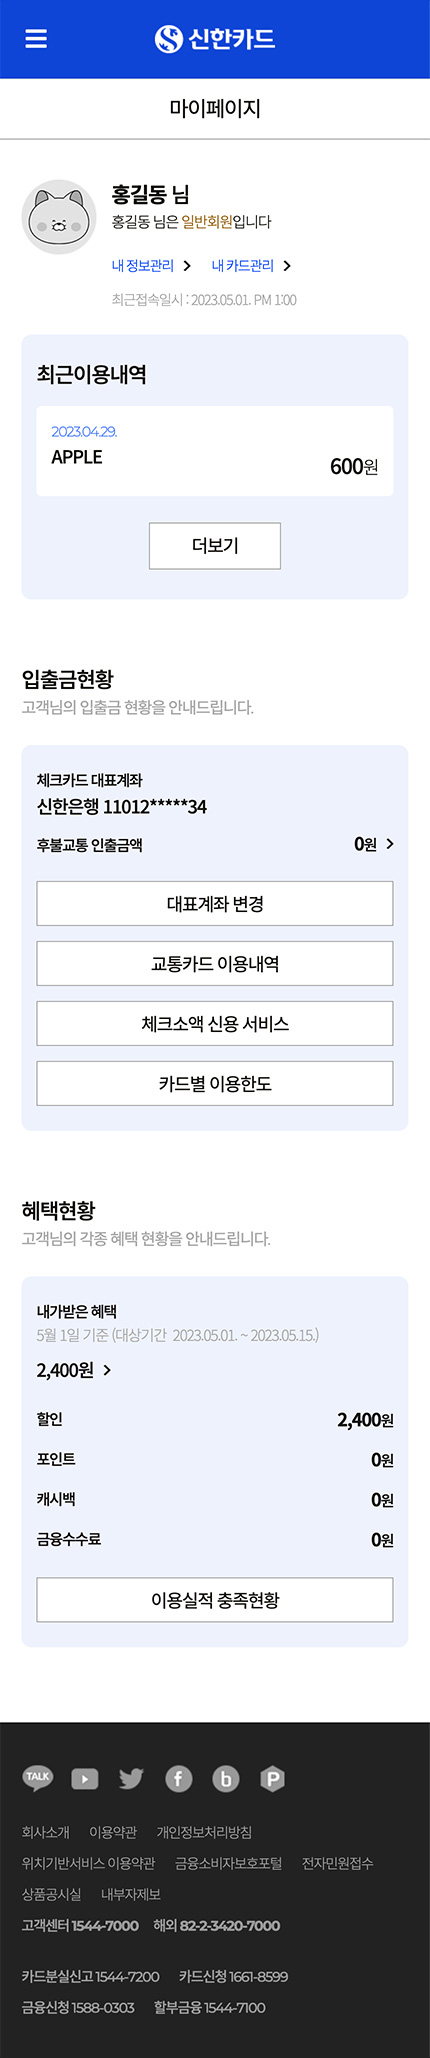 신한카드
마이페이지
홍길동 님
홍길동 님은 일반회원입니다
내 정보관리 내 카드관리
최근접속일시 : 2023.05.01. PM 1:00
최근이용내역
2023.04.29.
APPLE
600원
더보기
입출금현황
고객님의 입출금 현황을 안내드립니다.
체크카드 대표계좌
신한은행 11012*****34
후불교통 인출금액 0원
대표계좌 변경
교통카드 이용내역
체크소액 신용 서비스
카드별 이용한도
혜택현황
고객님의 각종 혜택 현황을 안내드립니다.
내가받은 혜택
5월 1일 기준 (대상기간 2023.05.01. ~ 2023.05.15.)
2,400원
할인 2,400원
포인트 0원
캐시백 0원
금융수수료 0원
이용실적 충족현황
TALK f b P
회사소개 이용약관 개인정보처리방침
위치기반서비스 이용약관 금융소비자보호포털 전자민원접수
상품공시실 내부자제보
고객센터 1544-7000 해외 82-2-3420-7000
카드분실신고 1544-7200 카드신청 1661-8599
금융신청 1588-0303 할부금융 1544-7100